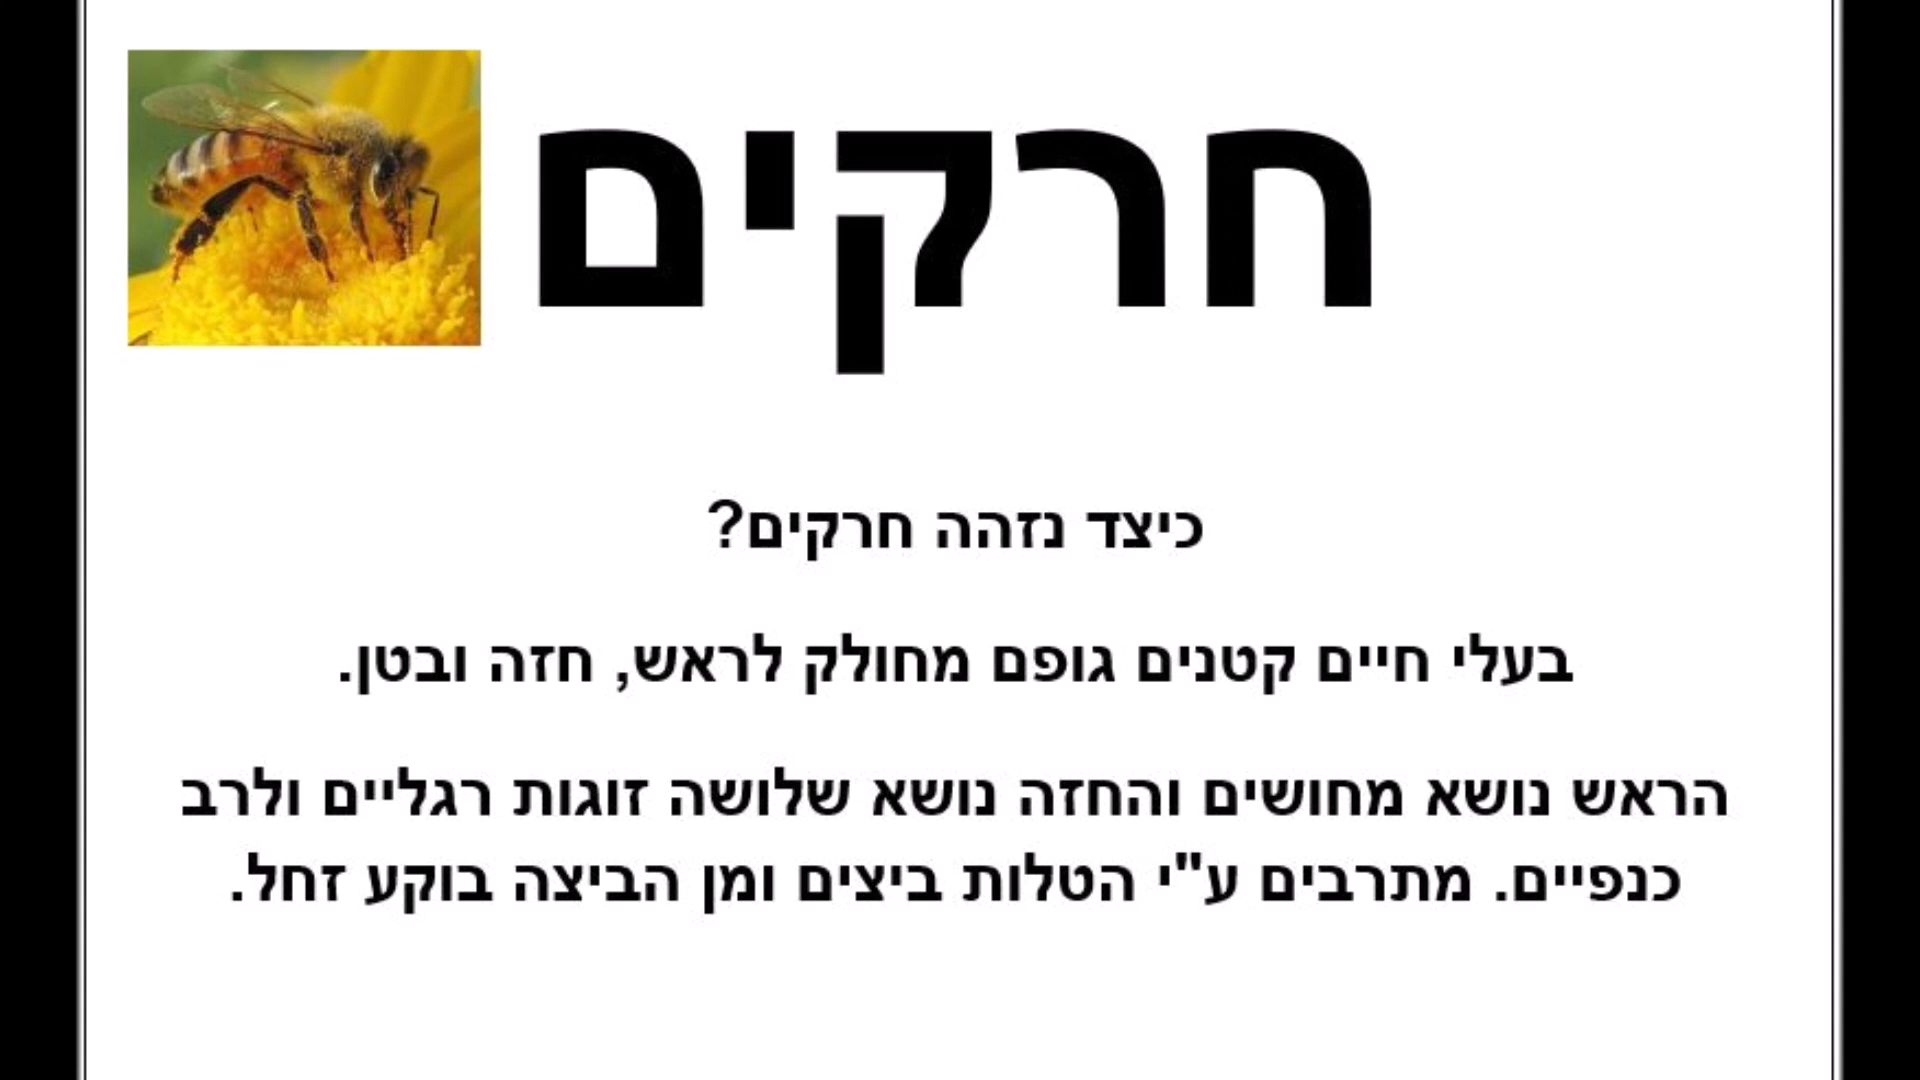 חרקים
כיצד נזהה חרקים?
בעלי חיים קטנים גופם מחולק לראש, חזה ובטן.
הראש נושא מחושים והחזה נושא שלושה זוגות רגליים ולרב
כנפיים. מתרבים ע"י הטלות ביצים ומן הביצה בוקע זחל.